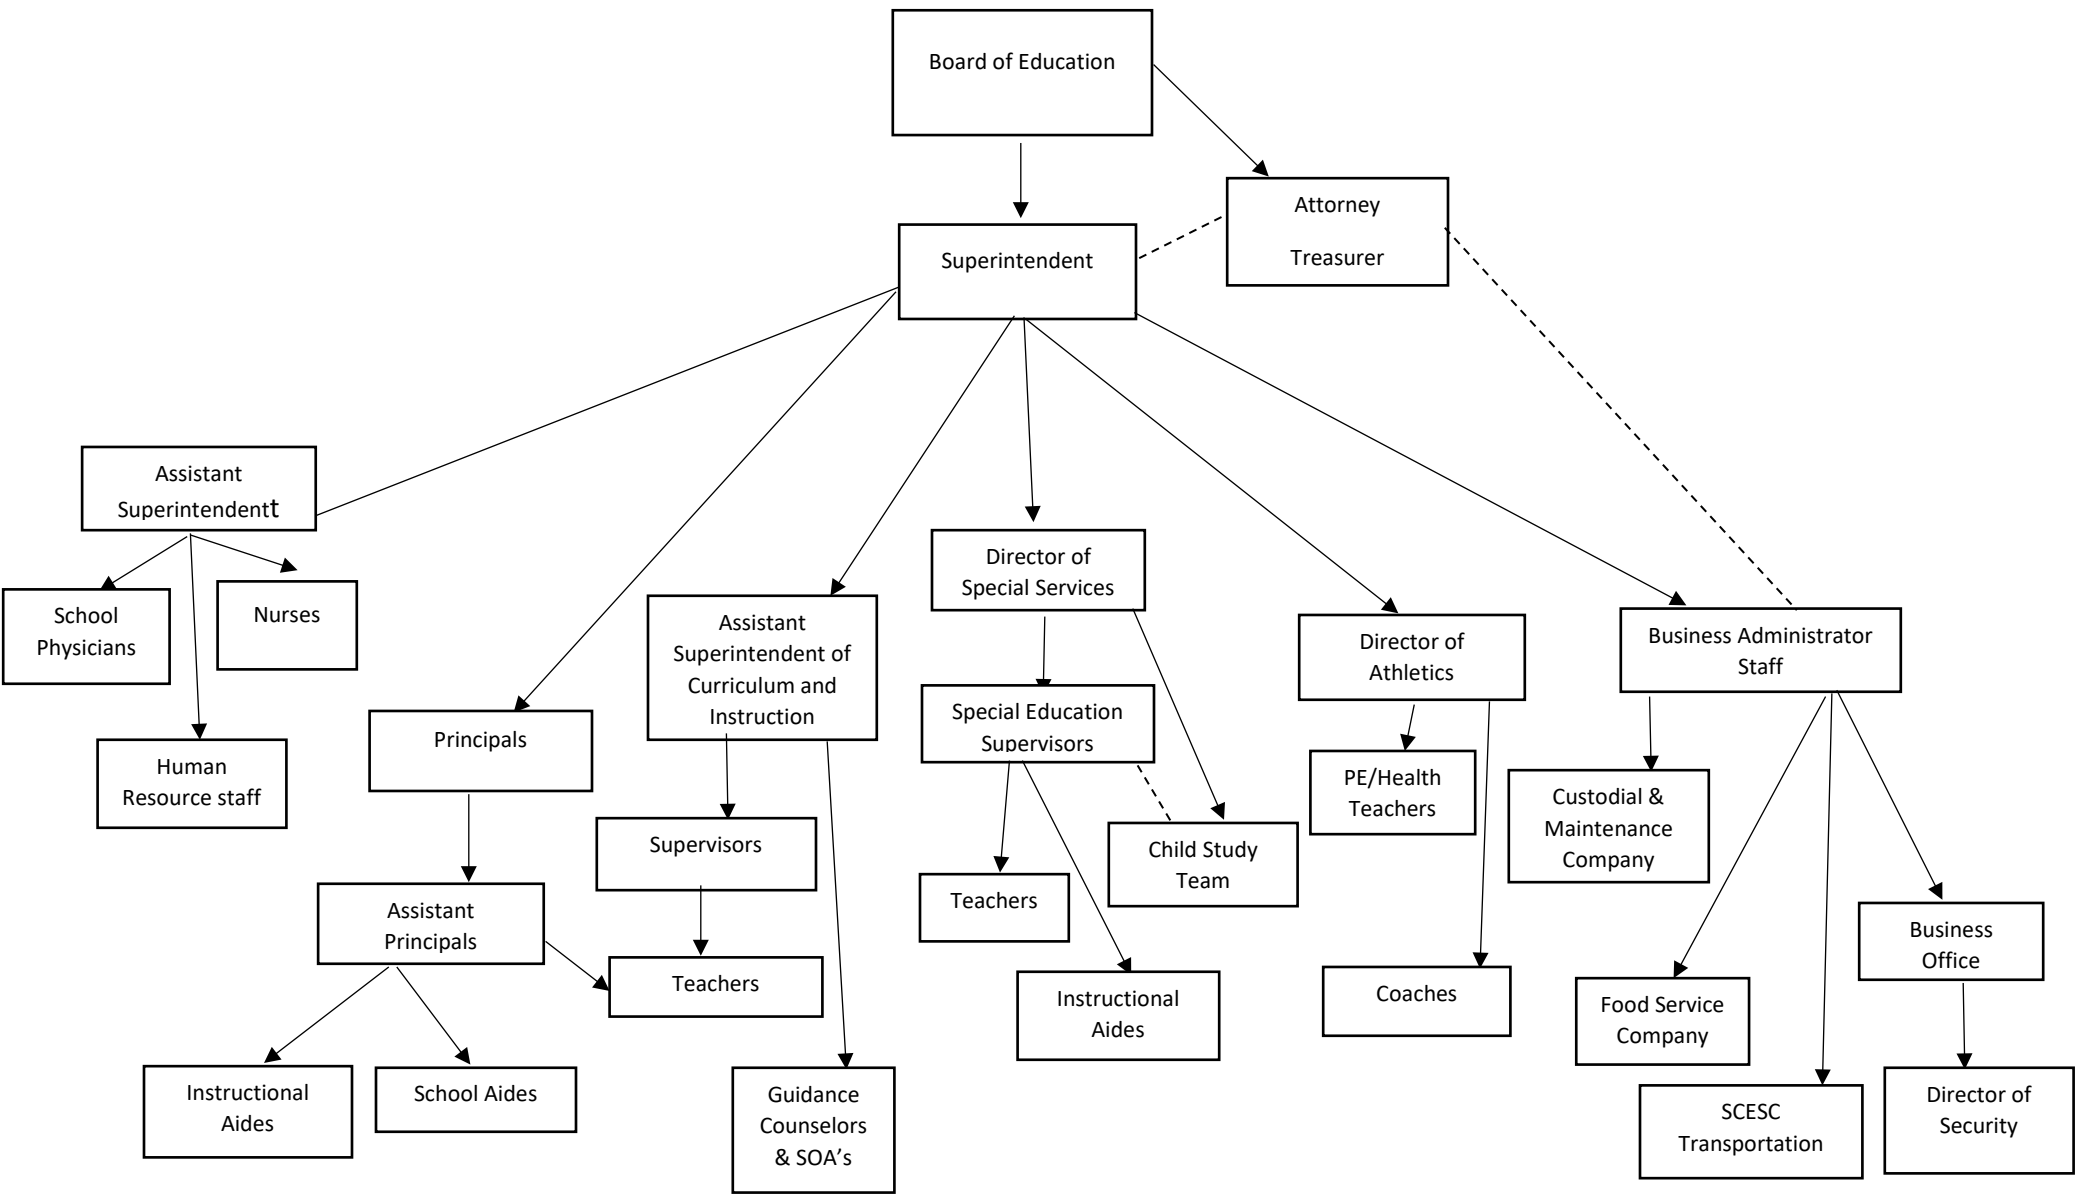 Board of Education
Attorney
Treasurer
Superintendent
Assistant
Superintendentt
School
Physicians
Nurses
Human
Resource staff
Principals
Assistant
Principals
Instructional
Aides
School Aides
Assistant
Superintendent of
Curriculum and
Instruction
Supervisors
Teachers
Guidance
Counselors
& SOA’s
Director of
Special Services
Special Education
Supervisors
Teachers
Instructional
Aides
Child Study
Team
Director of
Athletics
PE/Health
Teachers
Coaches
Business Administrator
Staff
Custodial &
Maintenance
Company
Food Service
Company
SCESC
Transportation
Business
Office
Director of
Security